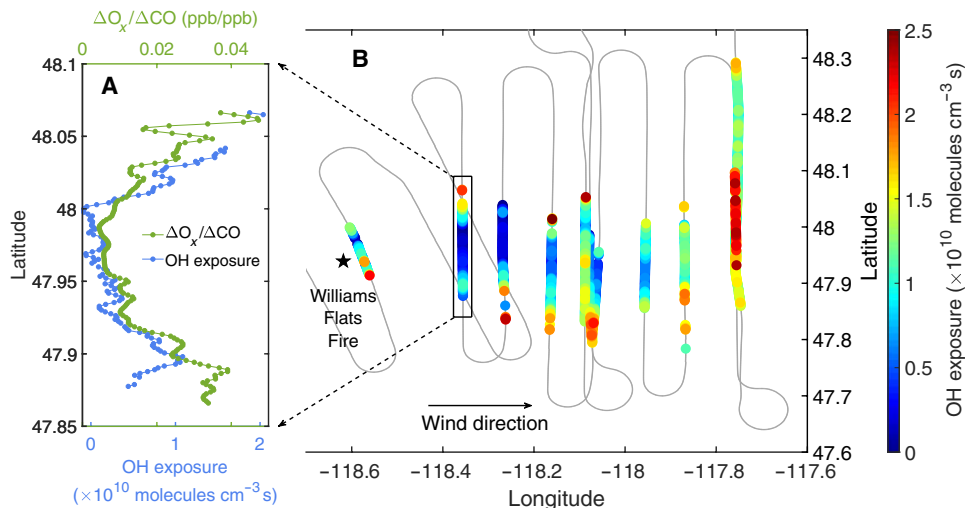 ΔOₓ/ΔCO (ppb/ppb)
0 0.02 0.04
A
48.1
48.05
48
47.95
47.9
47.85
Latitude
ΔOₓ/ΔCO
OH exposure
0 1 2
OH exposure
(×10¹⁰ molecules cm⁻³ s)
B
Williams
Flats
Fire
Wind direction
48.3
48.2
48.1
48
47.9
47.8
47.7
47.6
Latitude
−118.6 −118.4 −118.2 −118 −117.8 −117.6
Longitude
2.5
2
1.5
1
0.5
0
OH exposure (×10¹⁰ molecules cm⁻³ s)